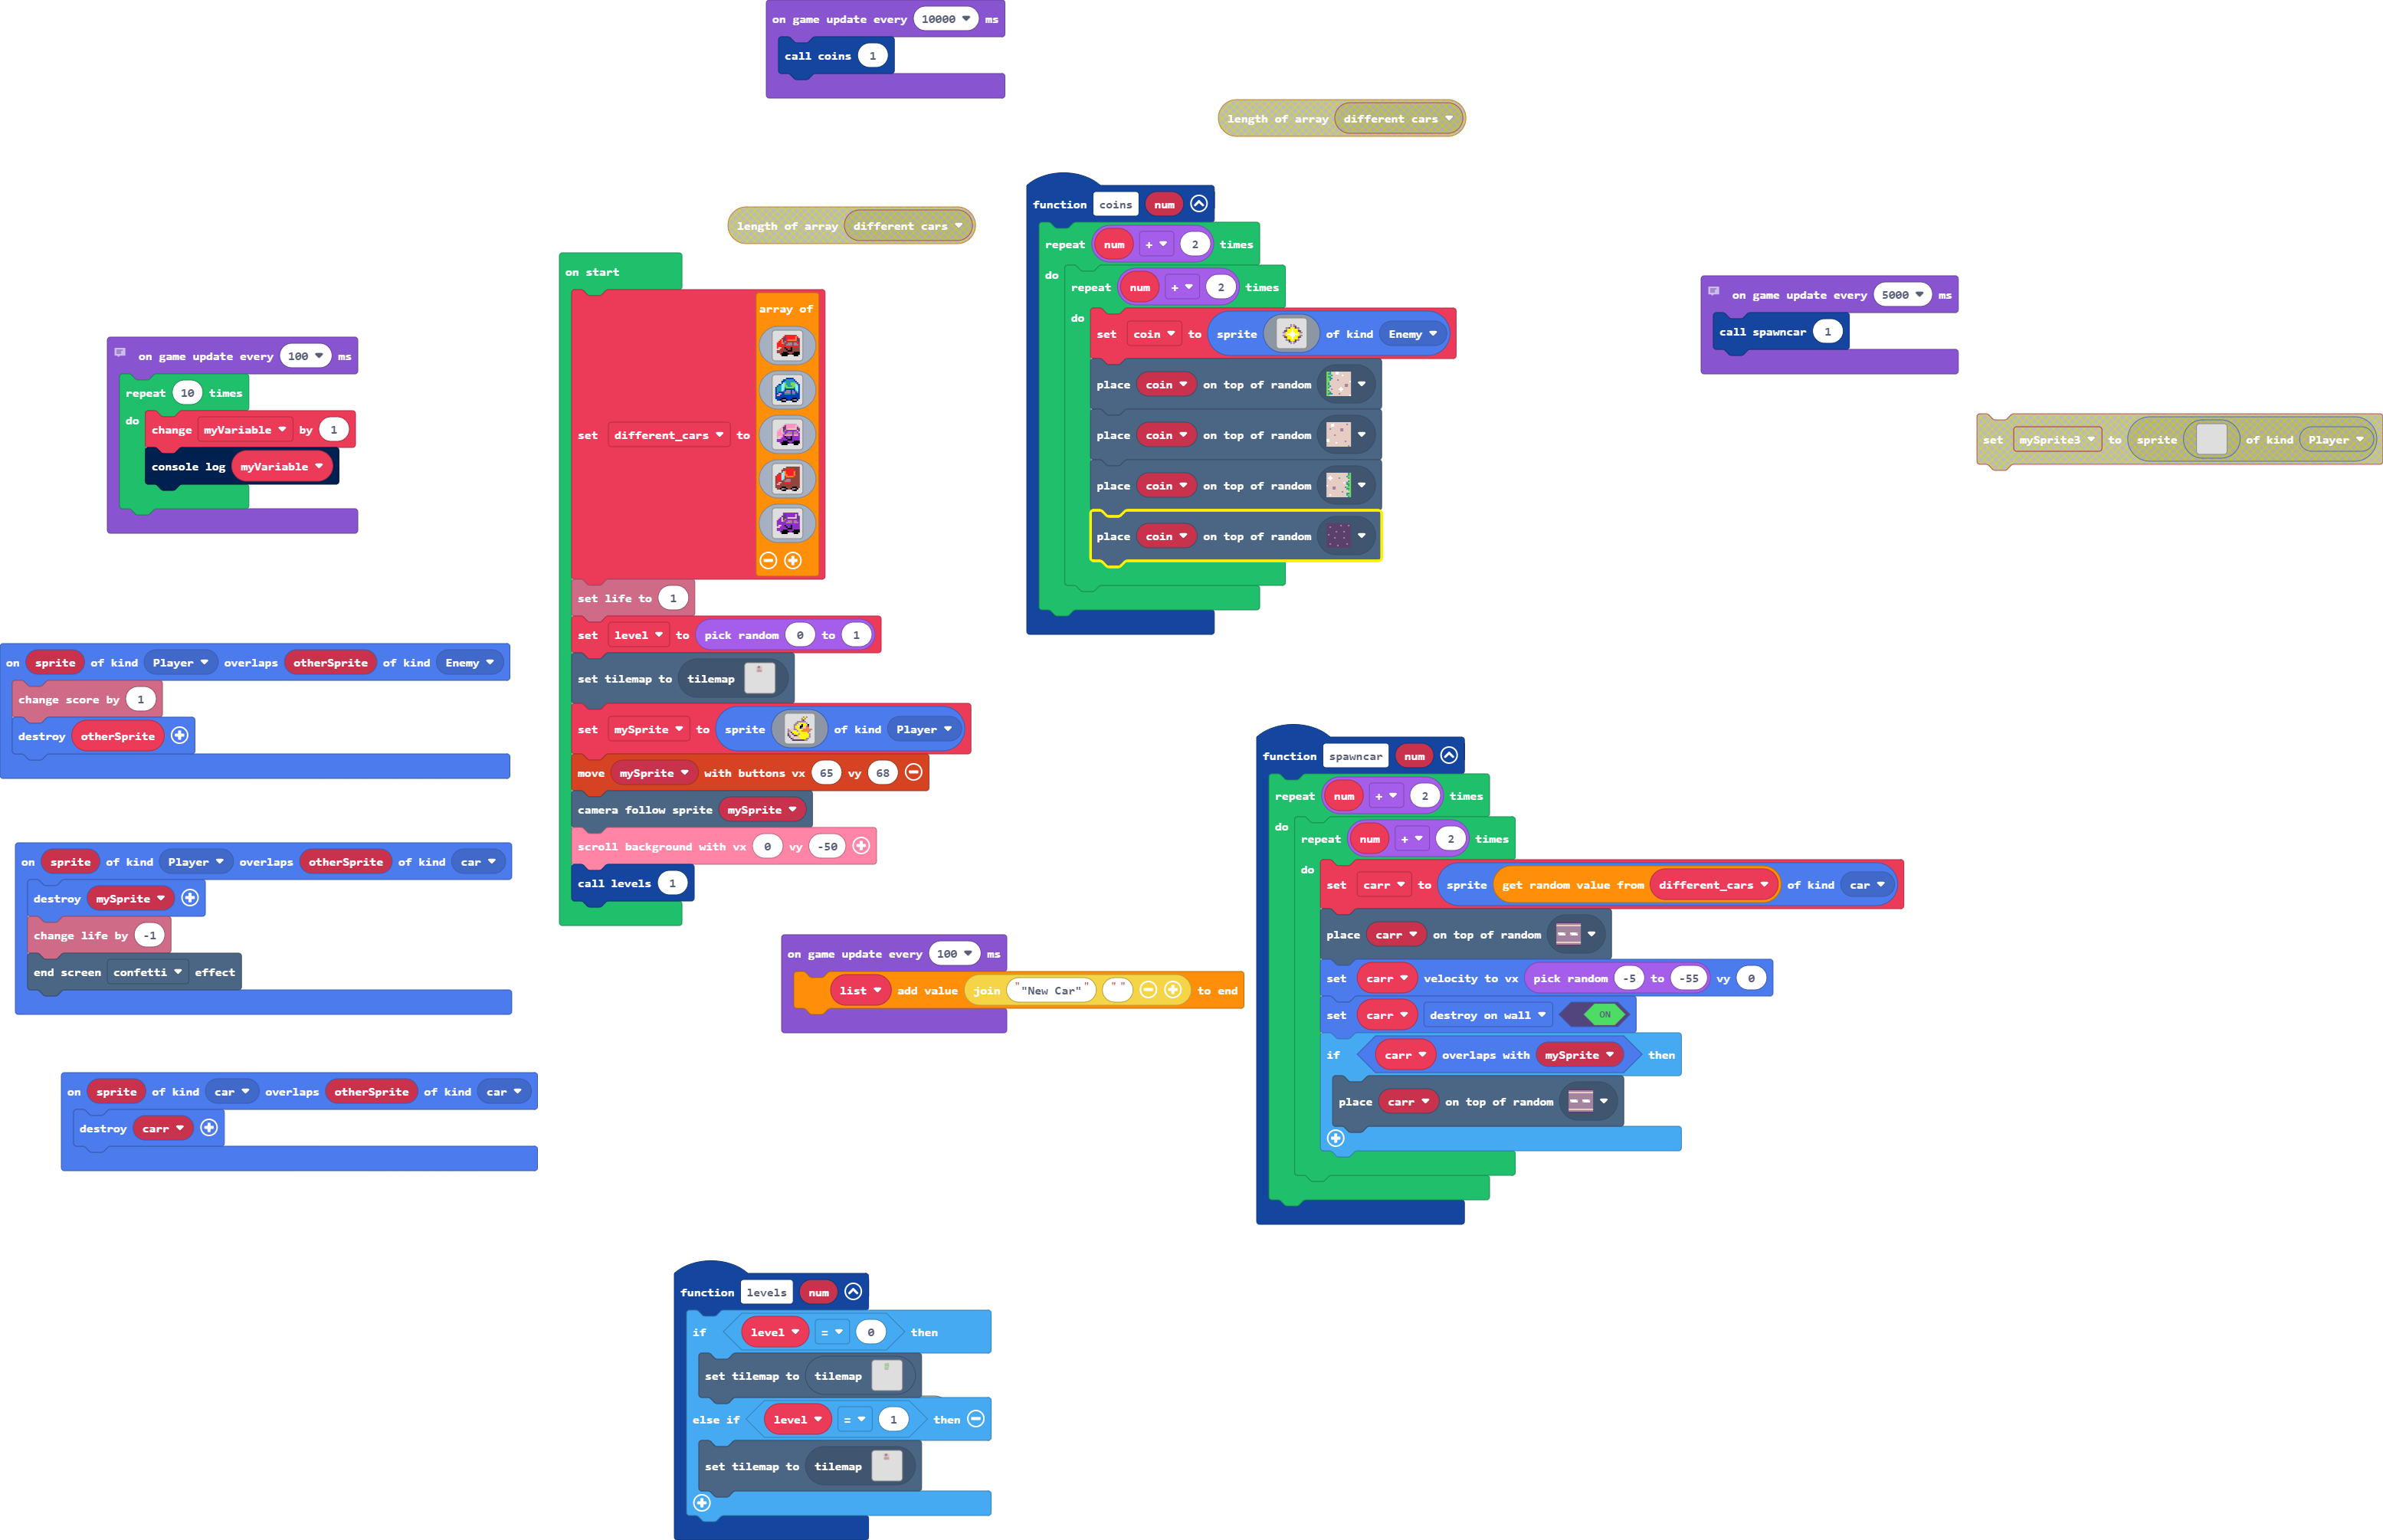 on game update every 10000 ms
call coins 1
length of array different cars
function coins num
repeat num + 2 times
do
repeat num + 2 times
do
set coin to sprite of kind Enemy
place coin on top of random
place coin on top of random
place coin on top of random
place coin on top of random
length of array different cars
on start
set different_cars to array of
set life to 1
set level to pick random 0 to 1
set tilemap to tilemap
set mySprite to sprite of kind Player
move mySprite with buttons vx 65 vy 68
camera follow sprite mySprite
scroll background with vx 0 vy -50
call levels 1
on game update every 5000 ms
call spawncar 1
set mySprite3 to sprite of kind Player
on game update every 100 ms
repeat 10 times
do
change myVariable by 1
console log myVariable
on sprite of kind Player overlaps otherSprite of kind Enemy
change score by 1
destroy otherSprite
on sprite of kind Player overlaps otherSprite of kind car
destroy mySprite
change life by -1
end screen confetti effect
on sprite of kind car overlaps otherSprite of kind car
destroy carr
on game update every 100 ms
list add value join ""New Car"" "" to end
function spawncar num
repeat num + 2 times
do
repeat num + 2 times
do
set carr to sprite get random value from different_cars of kind car
place carr on top of random
set carr velocity to vx pick random -5 to -55 vy 0
set carr destroy on wall ON
if carr overlaps with mySprite then
place carr on top of random
function levels num
if level = 0 then
set tilemap to tilemap
else if level = 1 then
set tilemap to tilemap